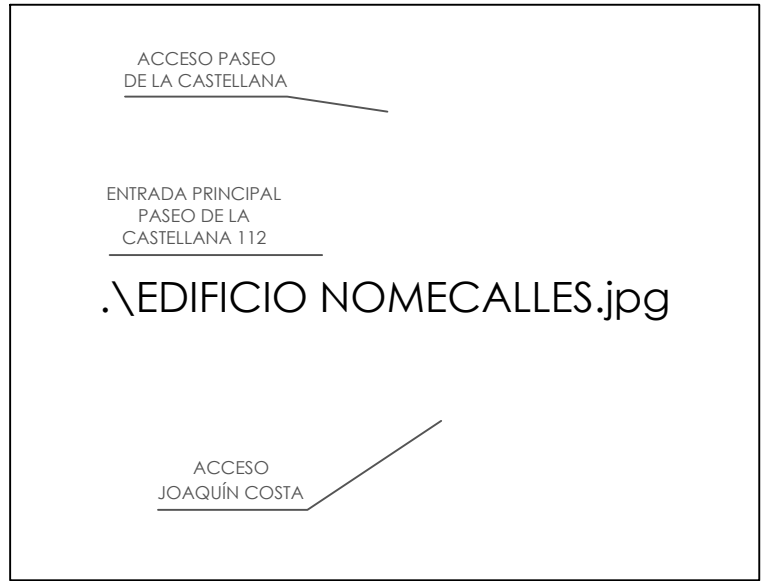 ACCESO PASEO
DE LA CASTELLANA
ENTRADA PRINCIPAL
PASEO DE LA
CASTELLANA 112
.\EDIFICIO NOMECALLES.jpg
ACCESO
JOAQUÍN COSTA